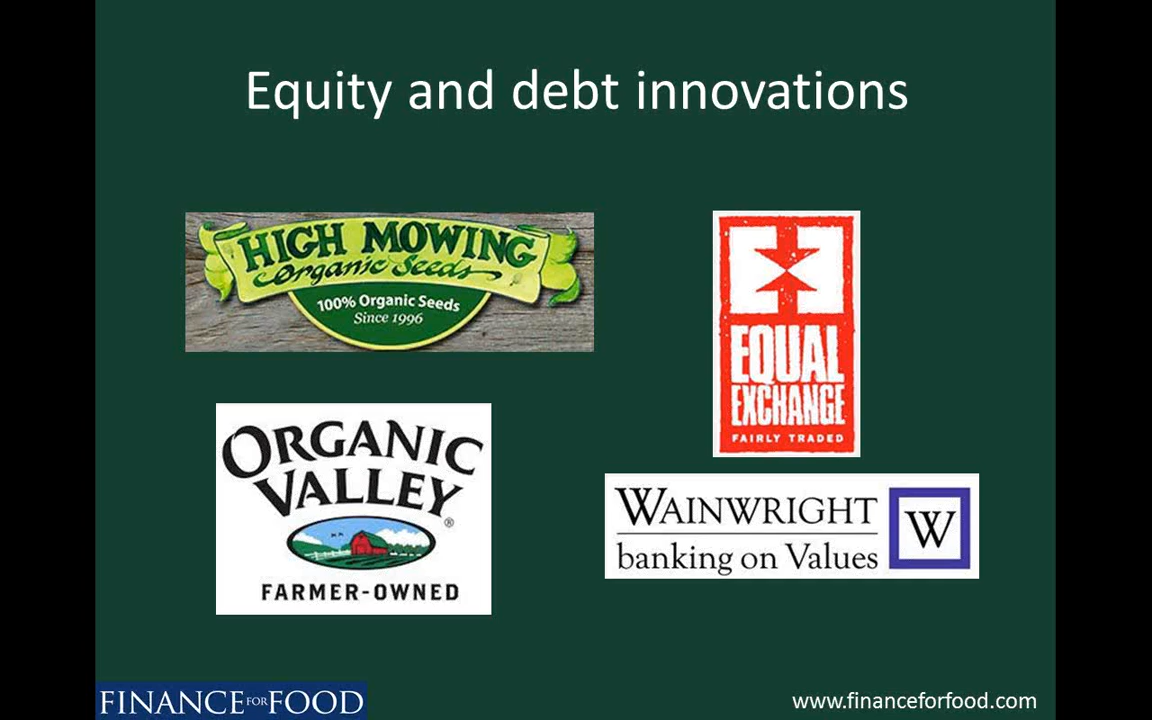 Equity and debt innovations
HIGH MOWING
Organic Seeds
100% Organic Seeds
Since 1996
EQUAL
EXCHANGE
FAIRLY TRADED
ORGANIC
VALLEY
®
FARMER-OWNED
WAINWRIGHT
banking on Values
W
FINANCE FOR FOOD
www.financeforfood.com